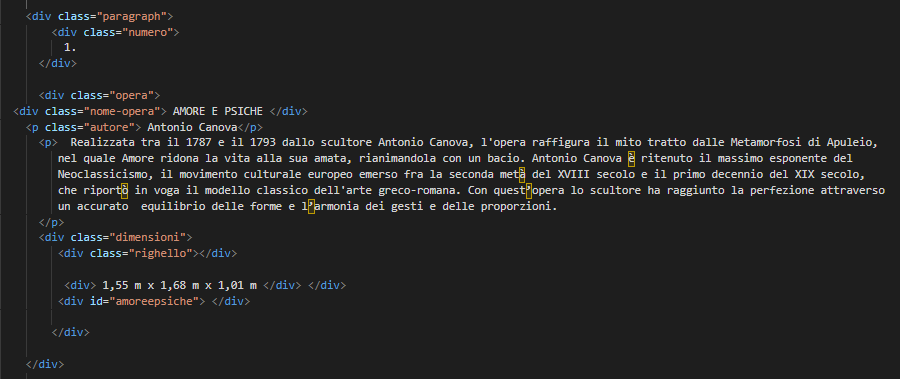 <div class="paragraph">
<div class="numero">
1.
</div>
<div class="opera">
<div class="nome-opera"> AMORE E PSICHE </div>
<p class="autore"> Antonio Canova</p>
<p>  Realizzata tra il 1787 e il 1793 dallo scultore Antonio Canova, l'opera raffigura il mito tratto dalle Metamorfosi di Apuleio,
nel quale Amore ridona la vita alla sua amata, rianimandola con un bacio. Antonio Canova è ritenuto il massimo esponente del
Neoclassicismo, il movimento culturale europeo emerso fra la seconda metà del XVIII secolo e il primo decennio del XIX secolo,
che riportò in voga il modello classico dell'arte greco-romana. Con quest’opera lo scultore ha raggiunto la perfezione attraverso
un accurato  equilibrio delle forme e l’armonia dei gesti e delle proporzioni.
</p>
<div class="dimensioni">
<div class="righello"></div>
<div> 1,55 m x 1,68 m x 1,01 m </div> </div>
<div id="amoreepsiche"> </div>
</div>
</div>